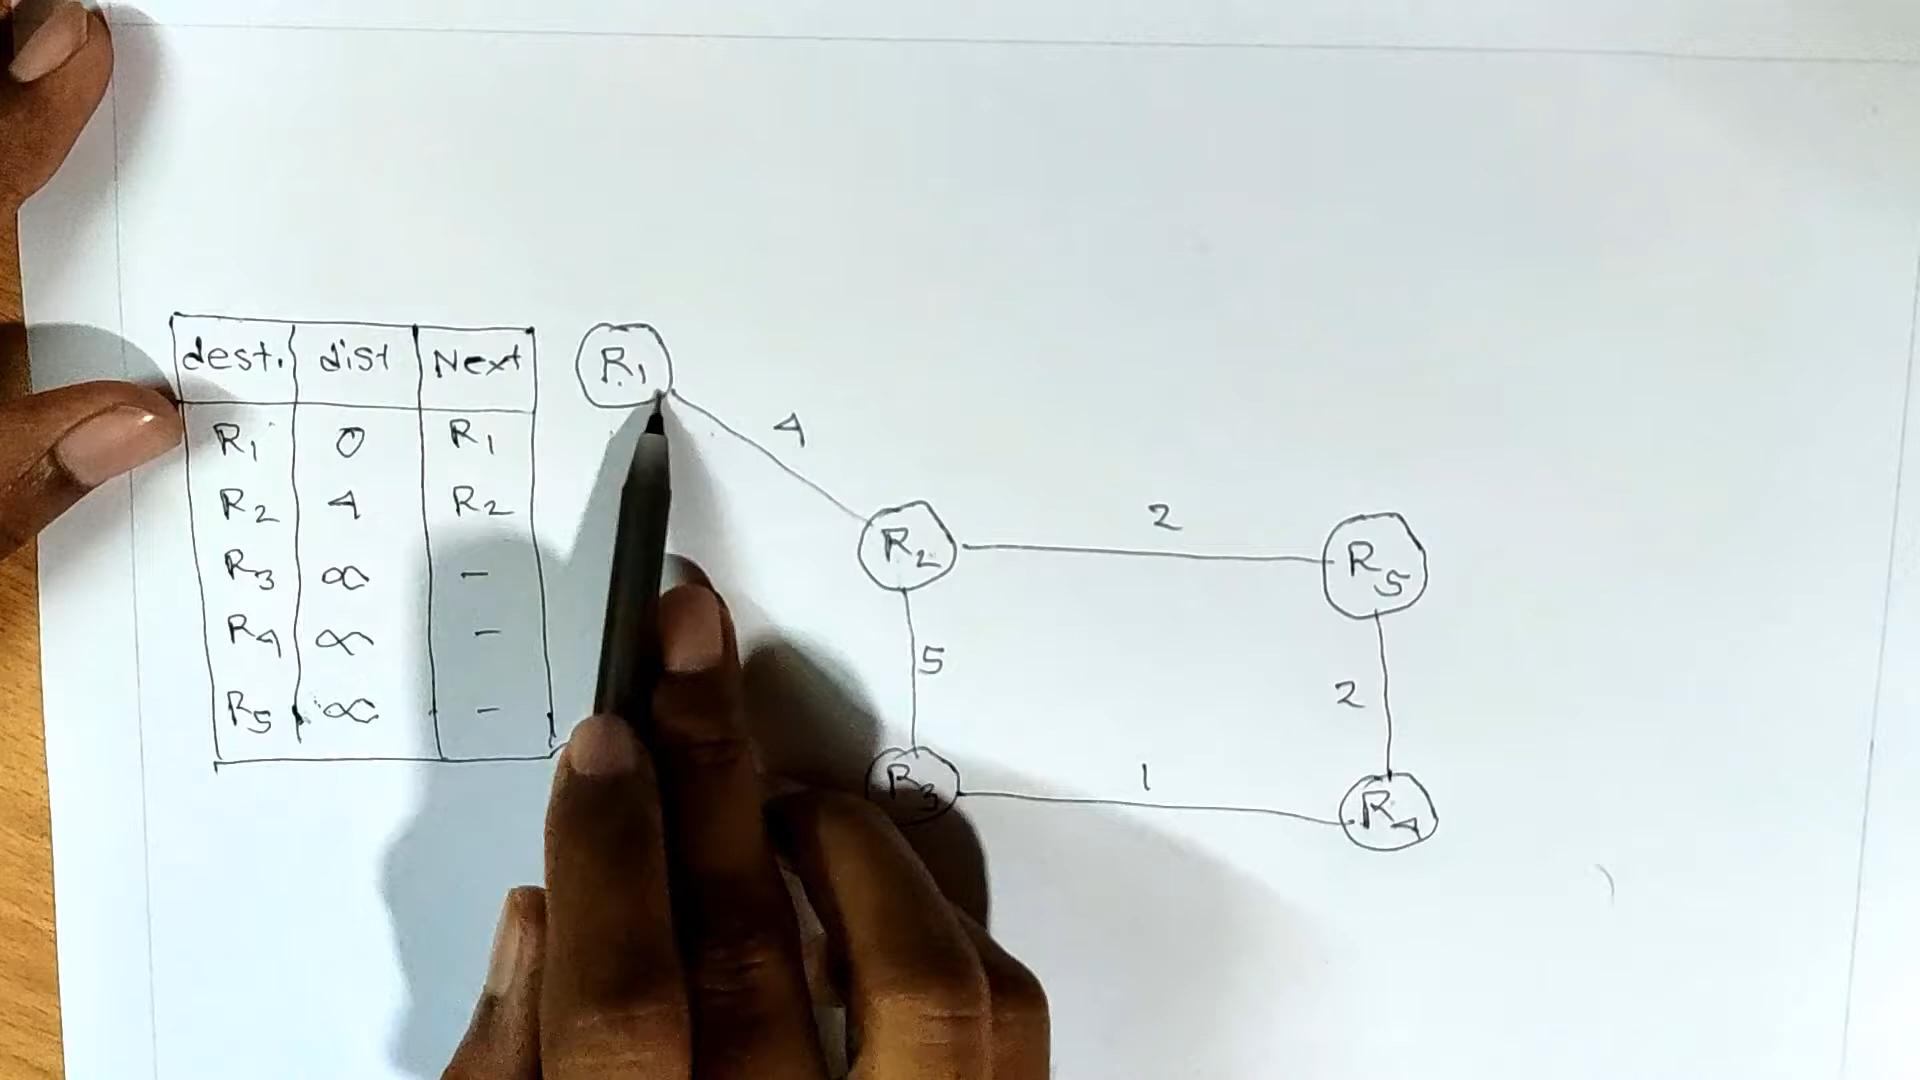 dest. dist Next
R1 0 R1
R2 4 R2
R3 ∞ -
R4 ∞ -
R5 ∞ -
R1
4
R2
2
R5
5
2
R3
1
R4